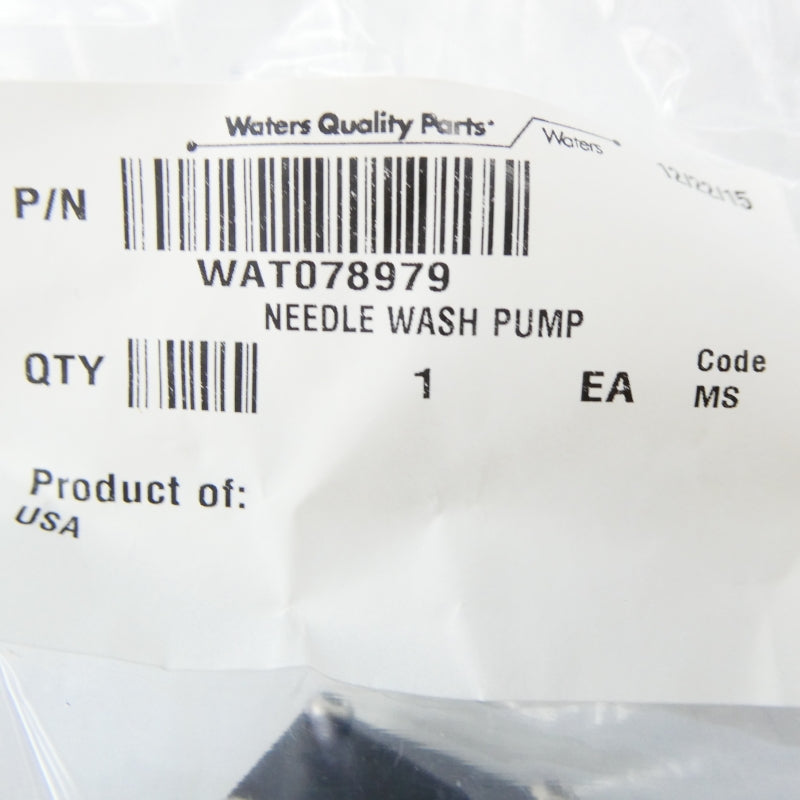 Waters Quality Parts
Waters
12/22/15
P/N
WAT078979
NEEDLE WASH PUMP
QTY 1 EA
Code
MS
Product of:
USA